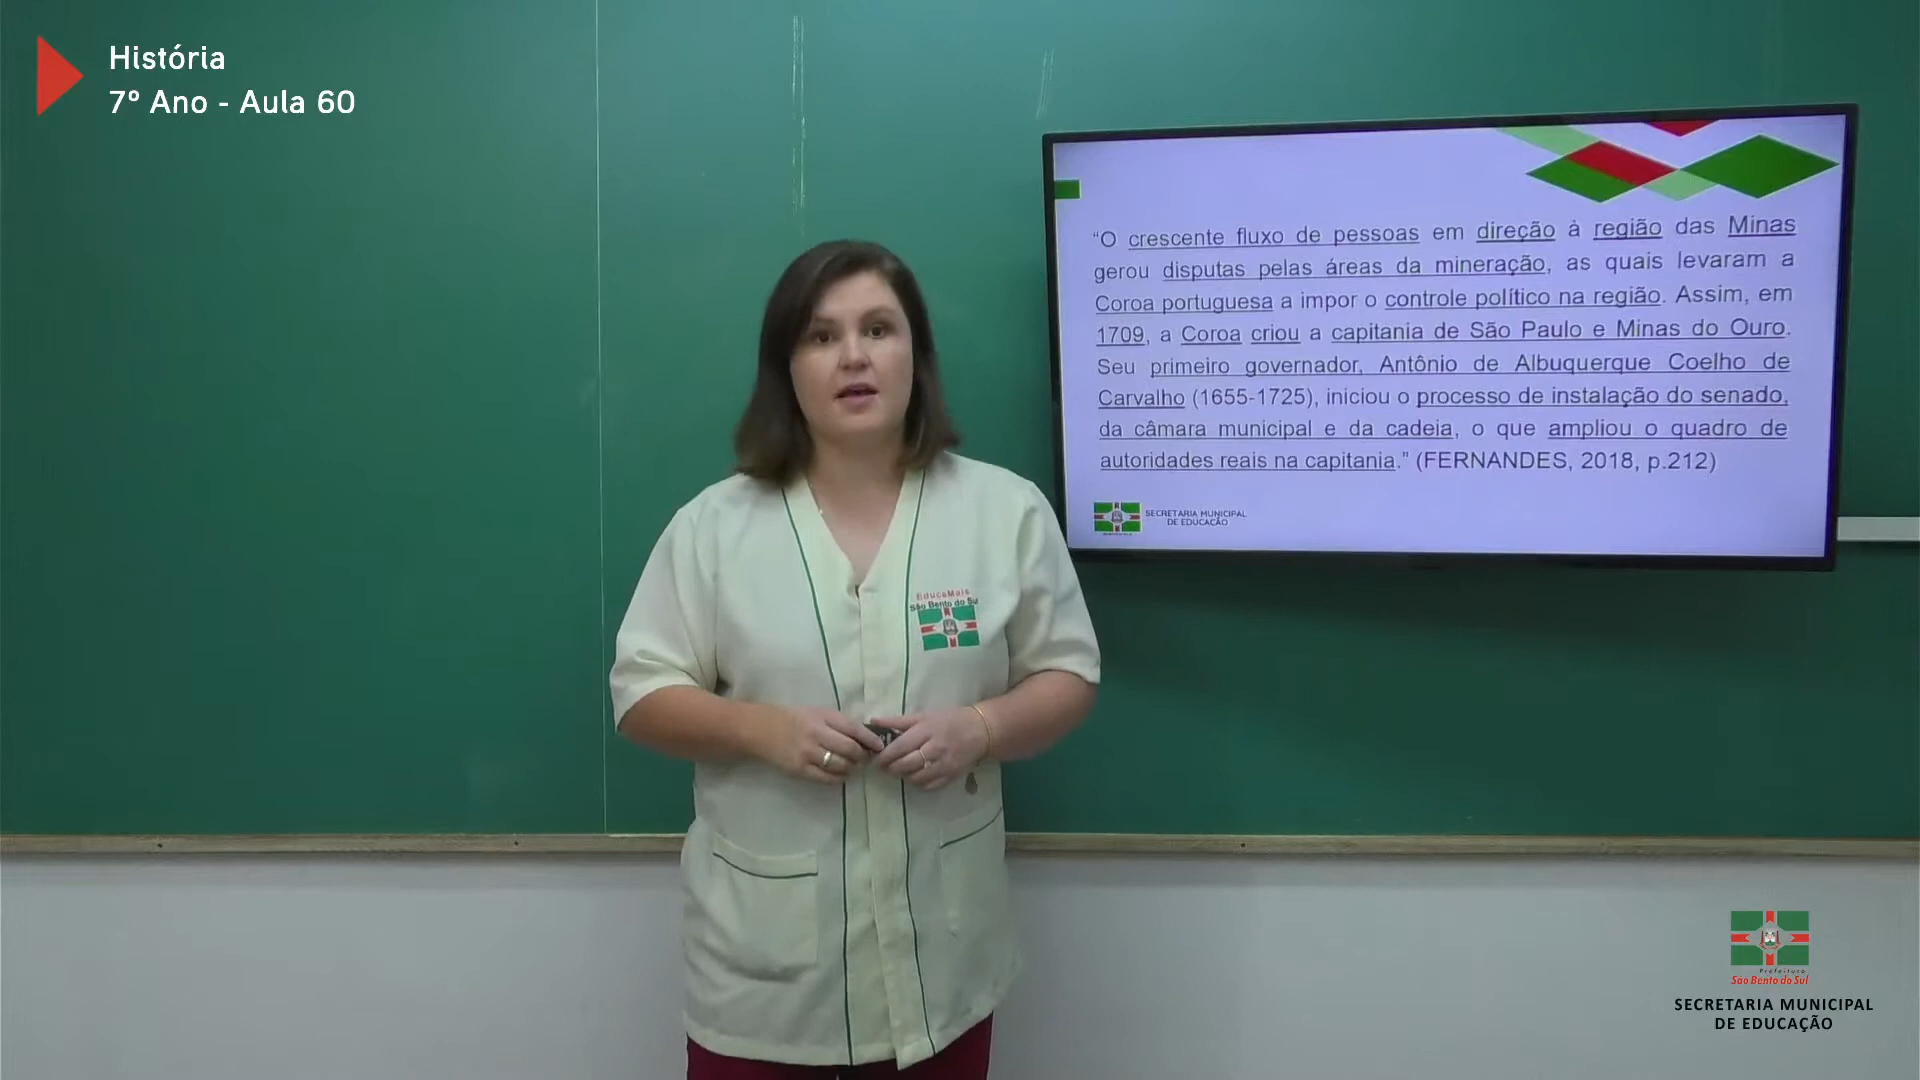 História
7º Ano - Aula 60
“O crescente fluxo de pessoas em direção à região das Minas
gerou disputas pelas áreas da mineração, as quais levaram a
Coroa portuguesa a impor o controle político na região. Assim, em
1709, a Coroa criou a capitania de São Paulo e Minas do Ouro.
Seu primeiro governador, Antônio de Albuquerque Coelho de
Carvalho (1655-1725), iniciou o processo de instalação do senado,
da câmara municipal e da cadeia, o que ampliou o quadro de
autoridades reais na capitania.” (FERNANDES, 2018, p.212)
SECRETARIA MUNICIPAL
DE EDUCAÇÃO
EducaMais
São Bento do Su
Prefeitura
São Bento do Sul
SECRETARIA MUNICIPAL
DE EDUCAÇÃO